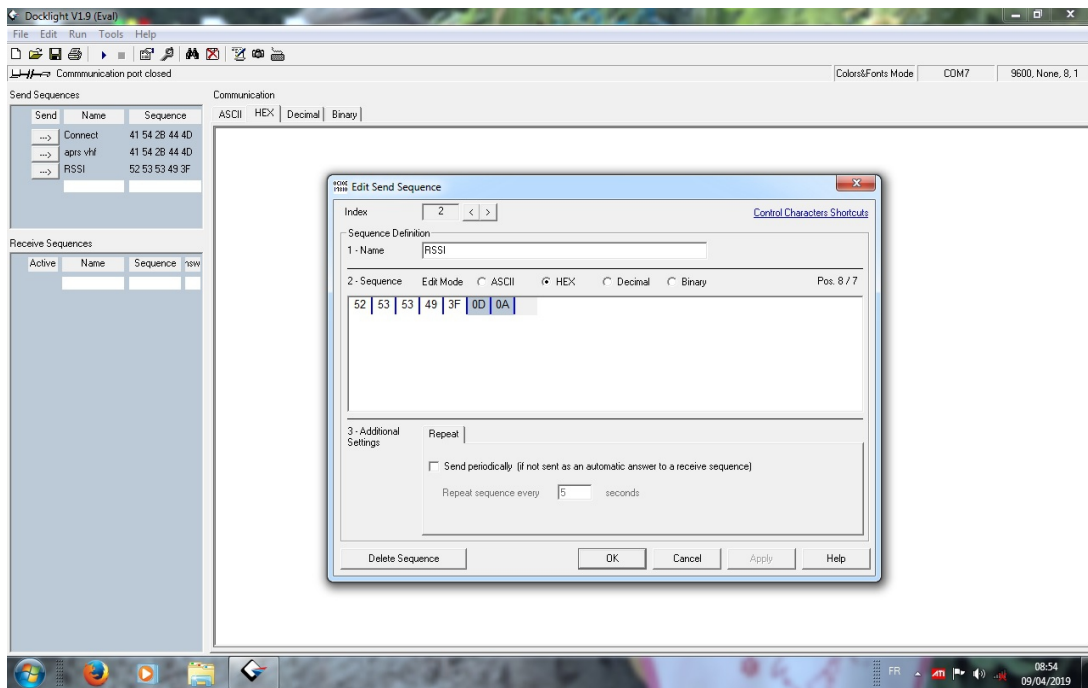 Docklight V1.9 (Eval)
File Edit Run Tools Help
Commmunication port closed
Colors&Fonts Mode COM7 9600, None, 8, 1
Send Sequences
Send Name Sequence
---> Connect 41 54 2B 44 4D
---> aprs vhf 41 54 2B 44 4D
---> RSSI 52 53 53 49 3F
Receive Sequences
Active Name Sequence nsw
Communication
ASCII HEX Decimal Binary
Edit Send Sequence
Index 2 < >
Control Characters Shortcuts
Sequence Definition
1 - Name RSSI
2 - Sequence Edit Mode ASCII HEX Decimal Binary Pos. 8 / 7
52 53 53 49 3F 0D 0A
3 - Additional
Settings
Repeat
Send periodically (if not sent as an automatic answer to a receive sequence)
Repeat sequence every 5 seconds
Delete Sequence OK Cancel Apply Help
FR
ATI
08:54
09/04/2019